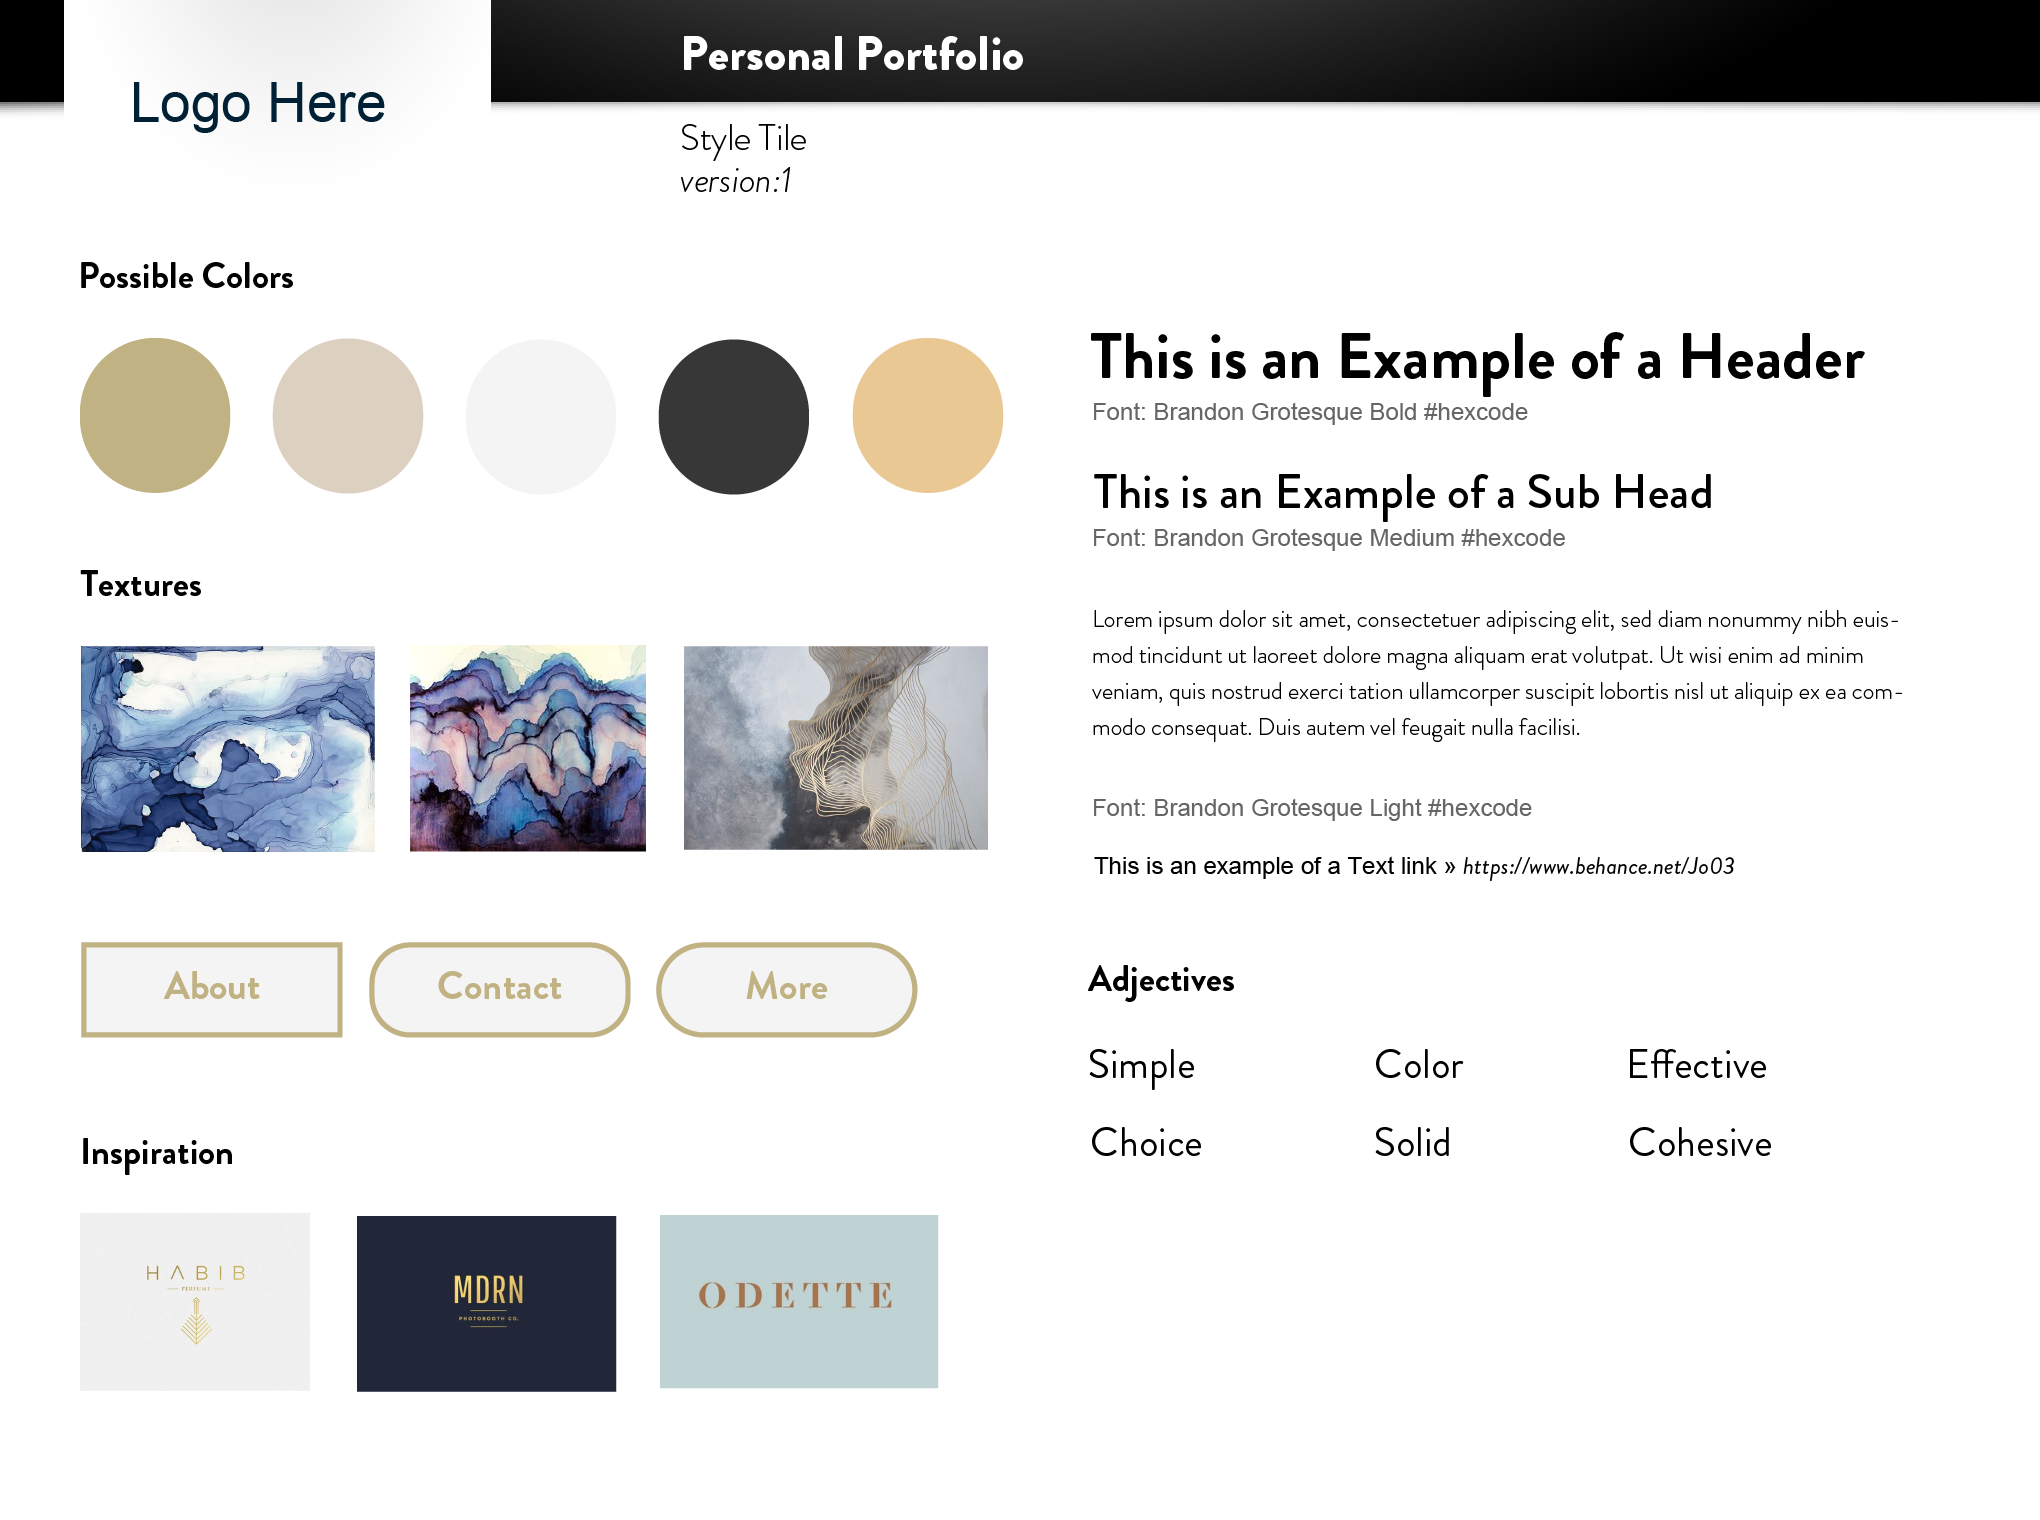 Logo Here
Personal Portfolio
Style Tile
version:1
Possible Colors
Textures
About
Contact
More
Inspiration
HABIB
PERFUME
MDRN
PHOTOBOOTH CO.
ODETTE
This is an Example of a Header
Font: Brandon Grotesque Bold #hexcode
This is an Example of a Sub Head
Font: Brandon Grotesque Medium #hexcode
Lorem ipsum dolor sit amet, consectetuer adipiscing elit, sed diam nonummy nibh euis-
mod tincidunt ut laoreet dolore magna aliquam erat volutpat. Ut wisi enim ad minim
veniam, quis nostrud exerci tation ullamcorper suscipit lobortis nisl ut aliquip ex ea com-
modo consequat. Duis autem vel feugait nulla facilisi.
Font: Brandon Grotesque Light #hexcode
This is an example of a Text link » https://www.behance.net/Jo03
Adjectives
Simple
Color
Effective
Choice
Solid
Cohesive